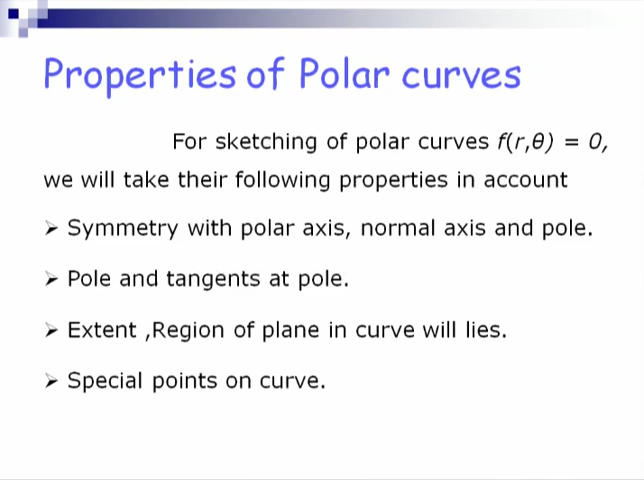 Properties of Polar curves
For sketching of polar curves f(r,θ) = 0,
we will take their following properties in account
➢ Symmetry with polar axis, normal axis and pole.
➢ Pole and tangents at pole.
➢ Extent ,Region of plane in curve will lies.
➢ Special points on curve.